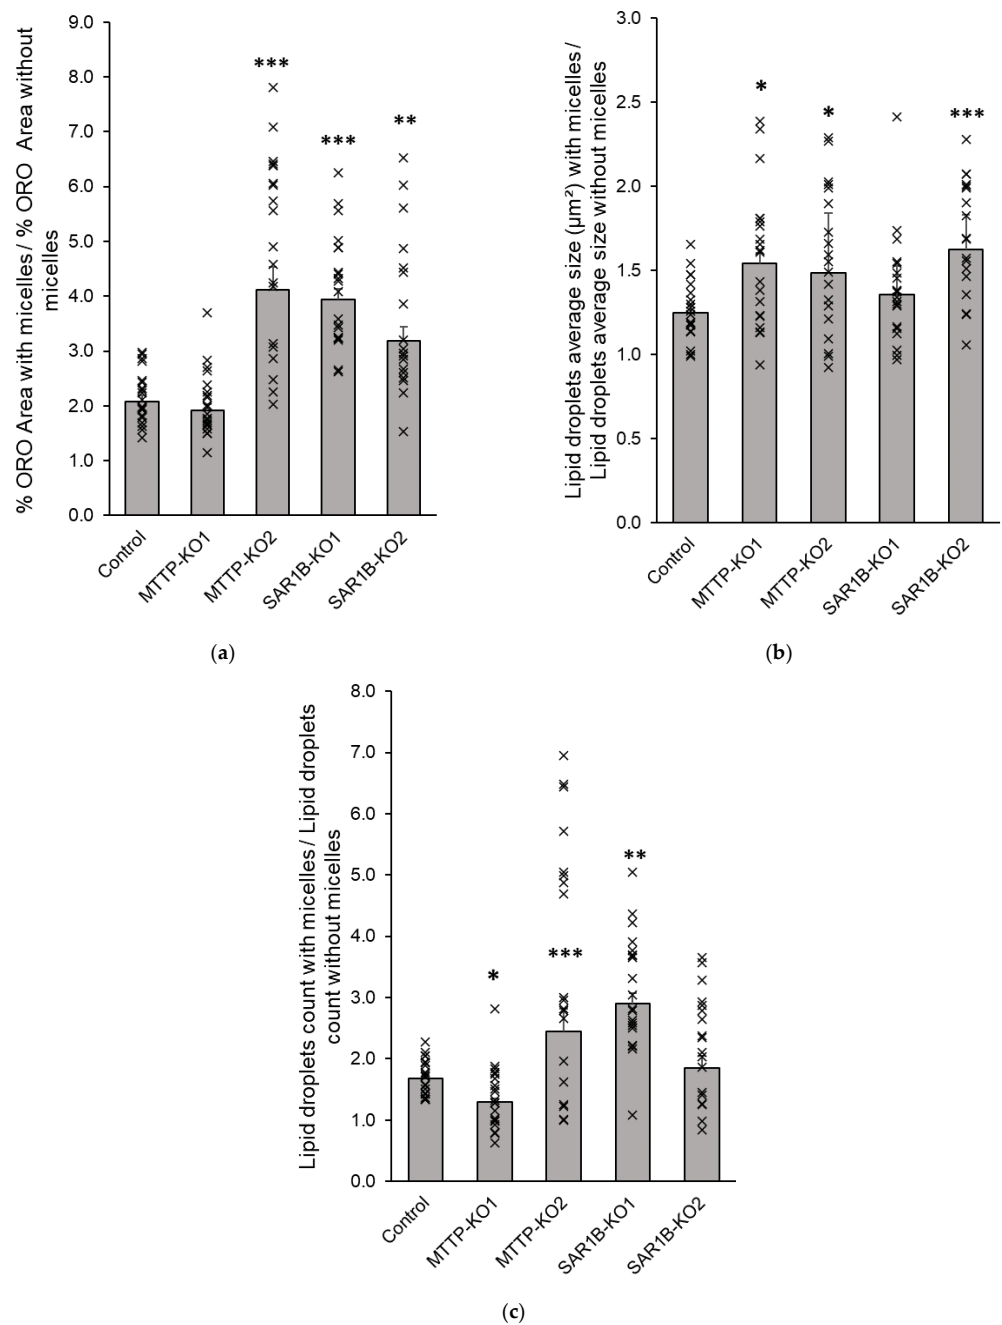 % ORO Area with micelles / % ORO Area without
micelles
9.0
8.0
7.0
6.0
5.0
4.0
3.0
2.0
1.0
0.0
***
***
**
Control
MTTP-KO1
MTTP-KO2
SAR1B-KO1
SAR1B-KO2
(a)
Lipid droplets average size (µm²) with micelles /
Lipid droplets average size without micelles
3.0
2.5
2.0
1.5
1.0
0.5
0.0
*
*
***
Control
MTTP-KO1
MTTP-KO2
SAR1B-KO1
SAR1B-KO2
(b)
Lipid droplets count with micelles / Lipid droplets
count without micelles
8.0
7.0
6.0
5.0
4.0
3.0
2.0
1.0
0.0
*
***
**
Control
MTTP-KO1
MTTP-KO2
SAR1B-KO1
SAR1B-KO2
(c)